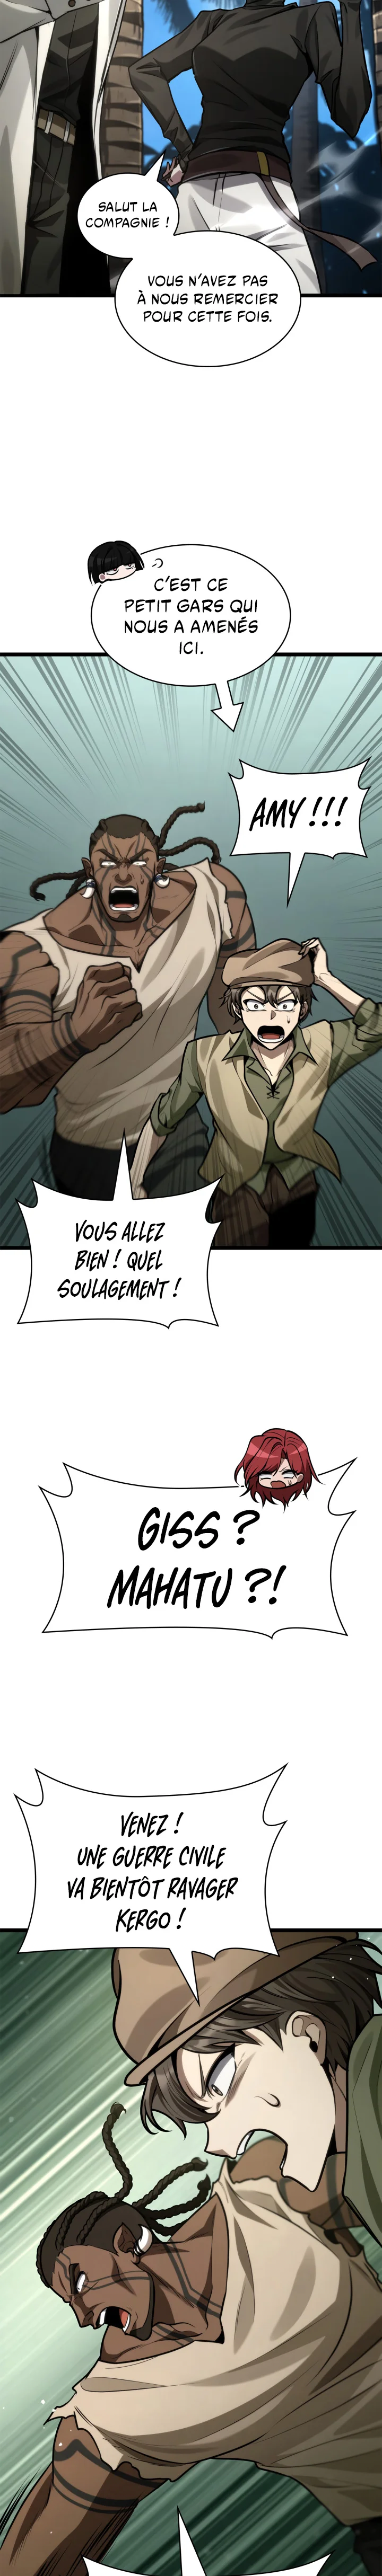 SALUT LA
COMPAGNIE !
VOUS N'AVEZ PAS
À NOUS REMERCIER
POUR CETTE FOIS.
C'EST CE
PETIT GARS QUI
NOUS A AMENÉS
ICI.
AMY !!!
VOUS ALLEZ
BIEN ! QUEL
SOULAGEMENT !
GISS ?
MAHATU ?!
VENEZ !
UNE GUERRE CIVILE
VA BIENTÔT RAVAGER
KERGO !